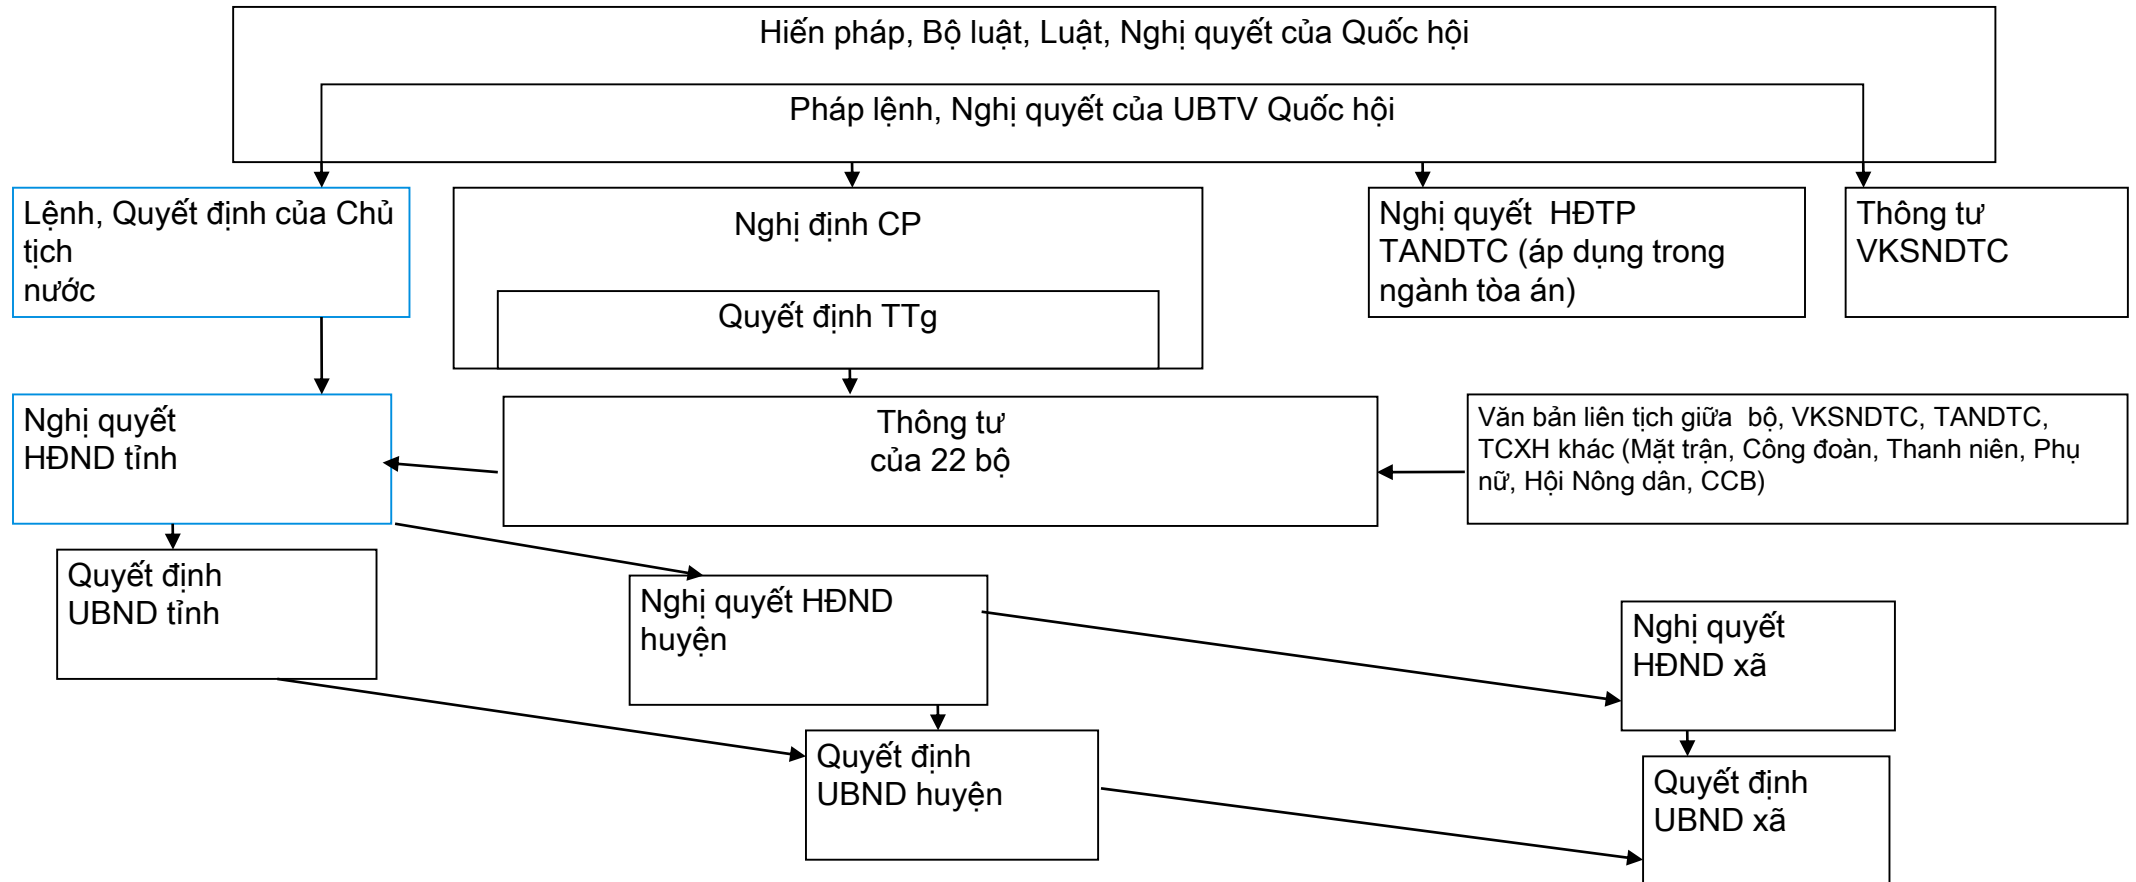 Hiến pháp, Bộ luật, Luật, Nghị quyết của Quốc hội
Pháp lệnh, Nghị quyết của UBTV Quốc hội
Lệnh, Quyết định của Chủ
tịch
nước
Nghị định CP
Quyết định TTg
Nghị quyết HĐTP
TANDTC (áp dụng trong
ngành tòa án)
Thông tư
VKSNDTC
Nghị quyết
HĐND tỉnh
Thông tư
của 22 bộ
Văn bản liên tịch giữa bộ, VKSNDTC, TANDTC,
TCXH khác (Mặt trận, Công đoàn, Thanh niên, Phụ
nữ, Hội Nông dân, CCB)
Quyết định
UBND tỉnh
Nghị quyết HĐND
huyện
Nghị quyết
HĐND xã
Quyết định
UBND huyện
Quyết định
UBND xã